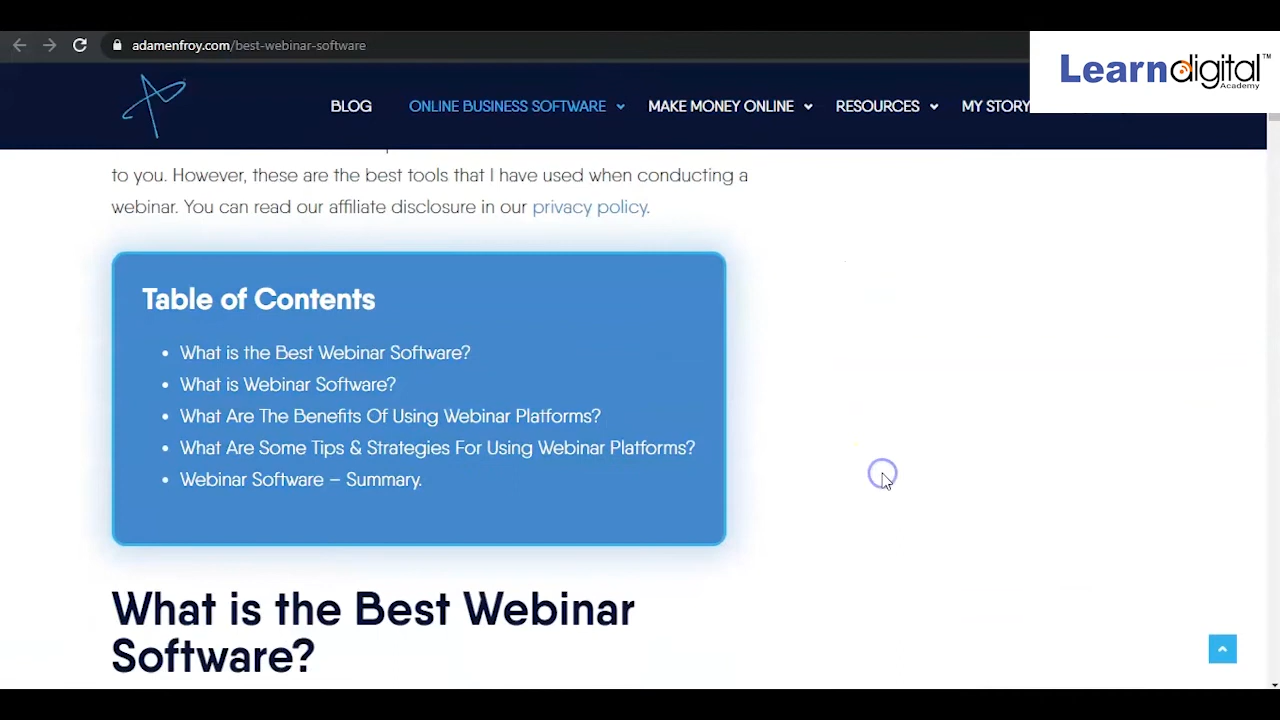 adamenfroy.com/best-webinar-software
Learndigital™
Academy
BLOG ONLINE BUSINESS SOFTWARE MAKE MONEY ONLINE RESOURCES MY STORY
to you. However, these are the best tools that I have used when conducting a
webinar. You can read our affiliate disclosure in our privacy policy.
Table of Contents
• What is the Best Webinar Software?
• What is Webinar Software?
• What Are The Benefits Of Using Webinar Platforms?
• What Are Some Tips & Strategies For Using Webinar Platforms?
• Webinar Software – Summary.
What is the Best Webinar
Software?